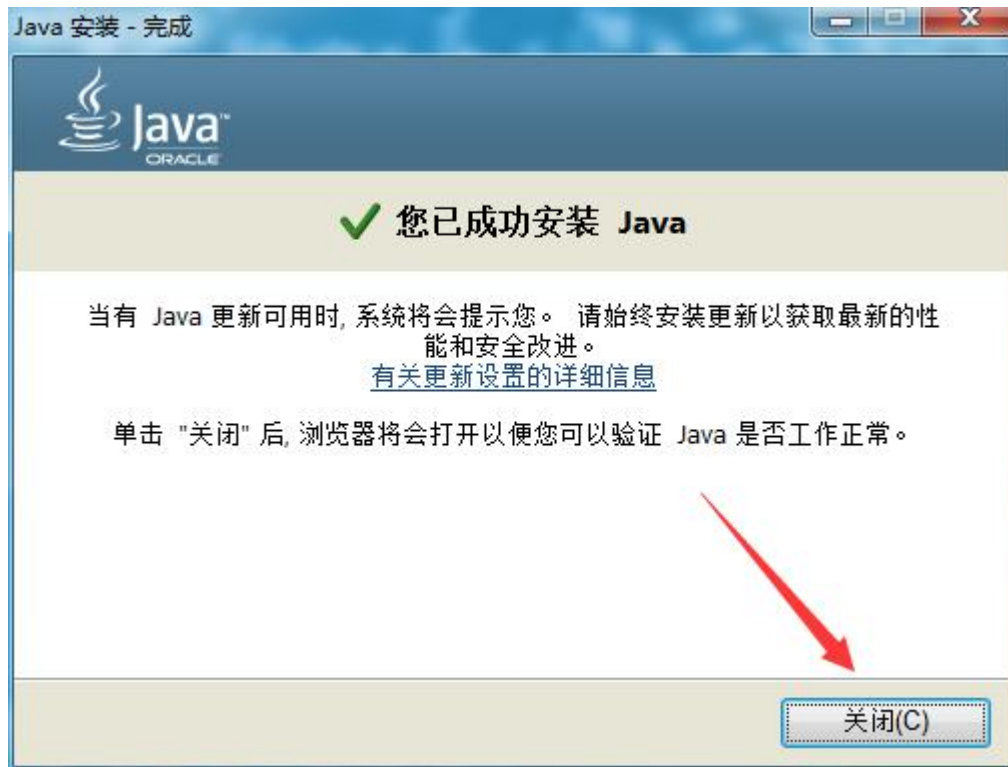 Java 安装 - 完成
Java™
ORACLE
您已成功安装 Java
当有 Java 更新可用时, 系统将会提示您。 请始终安装更新以获取最新的性
能和安全改进。
有关更新设置的详细信息
单击 "关闭" 后, 浏览器将会打开以便您可以验证 Java 是否工作正常。
关闭(C)